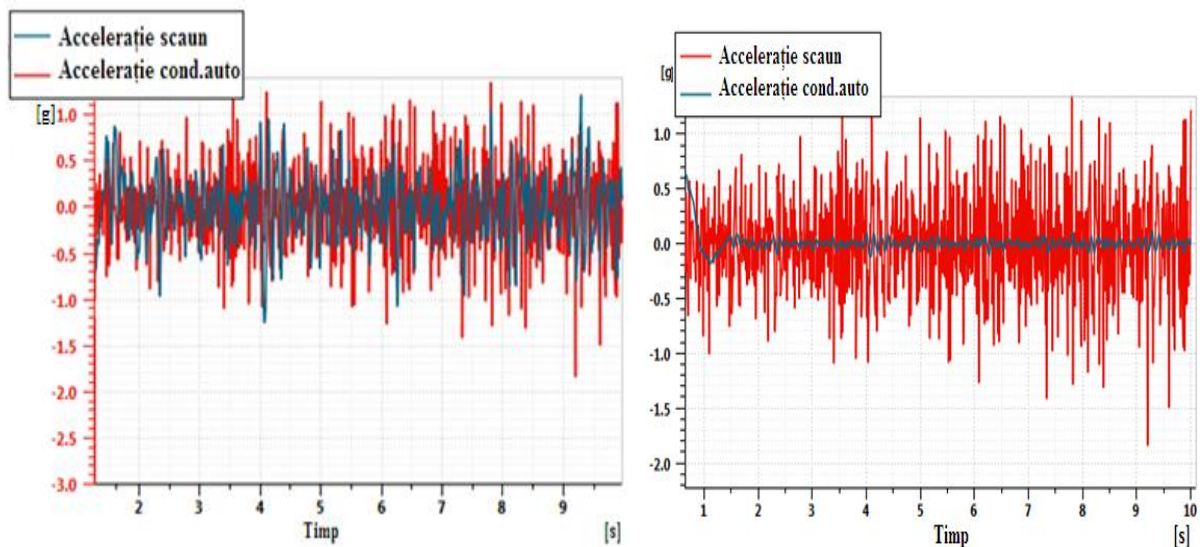 Accelerație scaun
Accelerație cond.auto
[g]
1.0
0.5
0.0
-0.5
-1.0
-1.5
-2.0
-2.5
-3.0
2 3 4 5 6 7 8 9
Timp [s]
Accelerație scaun
Accelerație cond.auto
[g]
1.0
0.5
0.0
-0.5
-1.0
-1.5
-2.0
1 2 3 4 5 6 7 8 9 10
Timp [s]